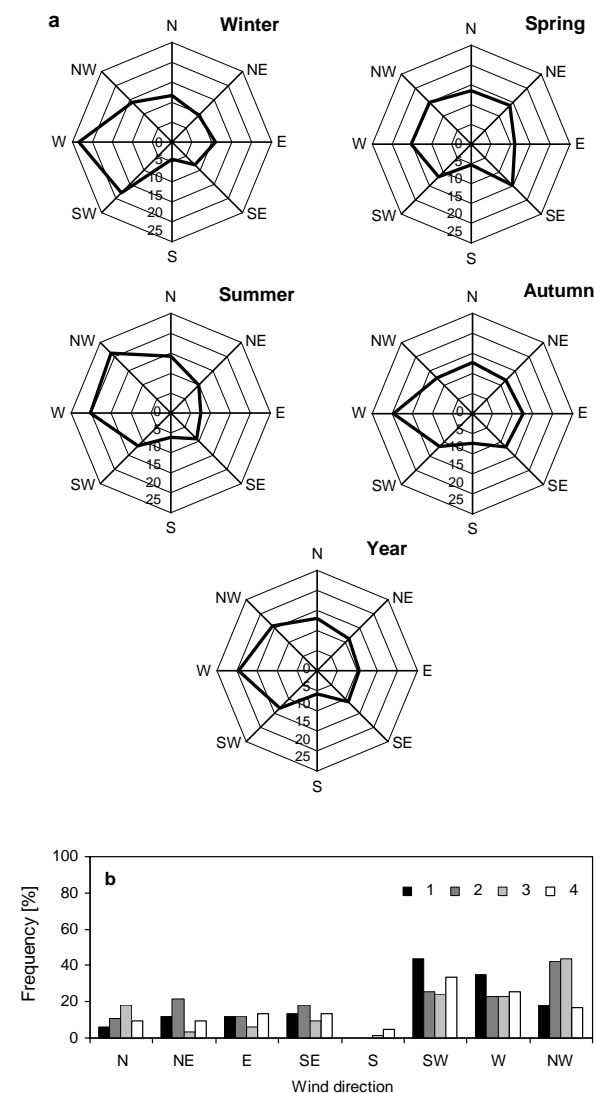 a
Winter
N
NW
NE
W
E
SW
SE
S
0
5
10
15
20
25
Spring
N
NW
NE
W
E
SW
SE
S
0
5
10
15
20
25
Summer
N
NW
NE
W
E
SW
SE
S
0
5
10
15
20
25
Autumn
N
NW
NE
W
E
SW
SE
S
0
5
10
15
20
25
Year
N
NW
NE
W
E
SW
SE
S
0
5
10
15
20
25
b
1 2 3 4
Frequency [%]
100
80
60
40
20
0
N NE E SE S SW W NW
Wind direction